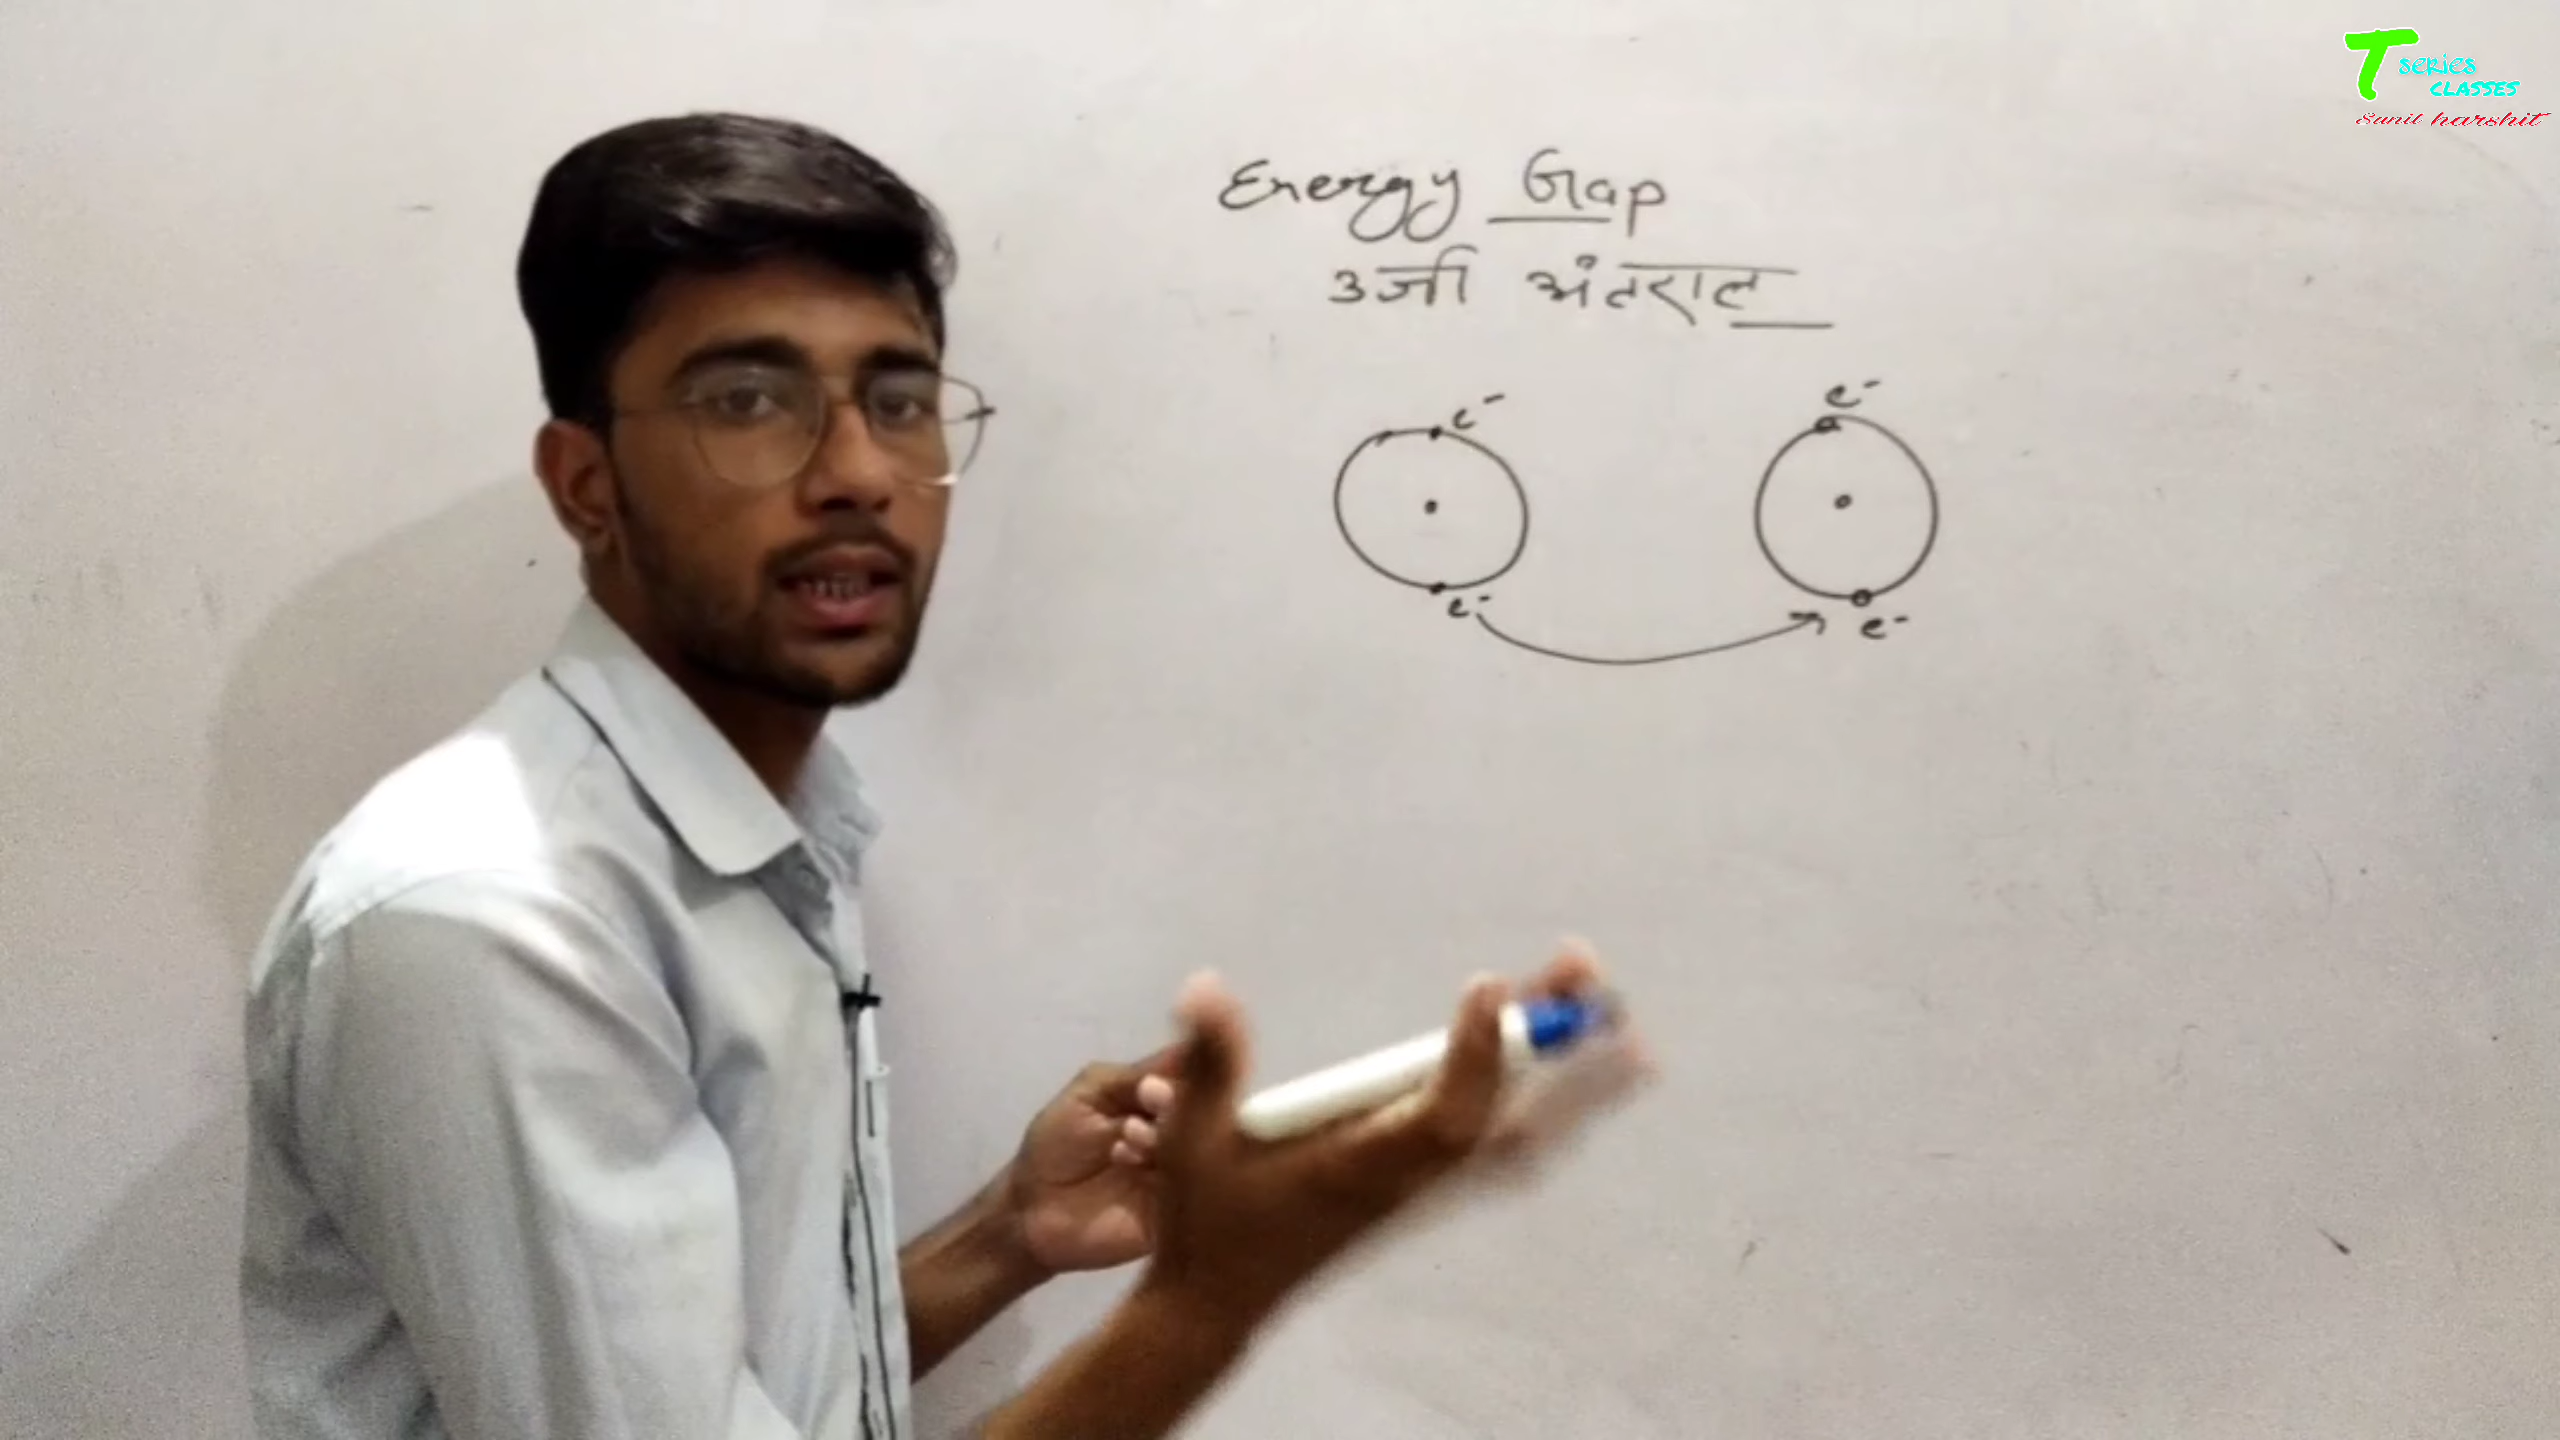 T series
classes
Sunil harshit
Energy Gap
उर्जा अंतराल
e⁻ e⁻
e⁻ e⁻